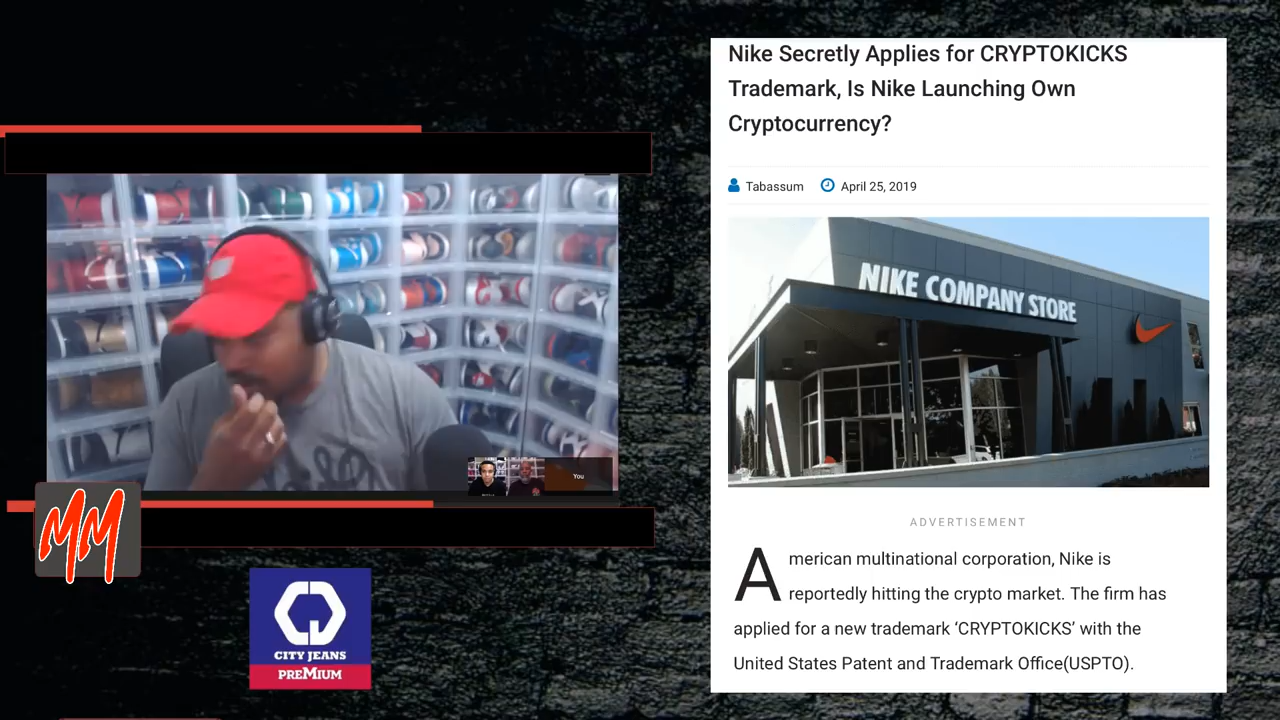 Nike Secretly Applies for CRYPTOKICKS
Trademark, Is Nike Launching Own
Cryptocurrency?
Tabassum April 25, 2019
NIKE COMPANY STORE
ADVERTISEMENT
American multinational corporation, Nike is
reportedly hitting the crypto market. The firm has
applied for a new trademark ‘CRYPTOKICKS’ with the
United States Patent and Trademark Office(USPTO).
You
MM
CITY JEANS
PREMIUM